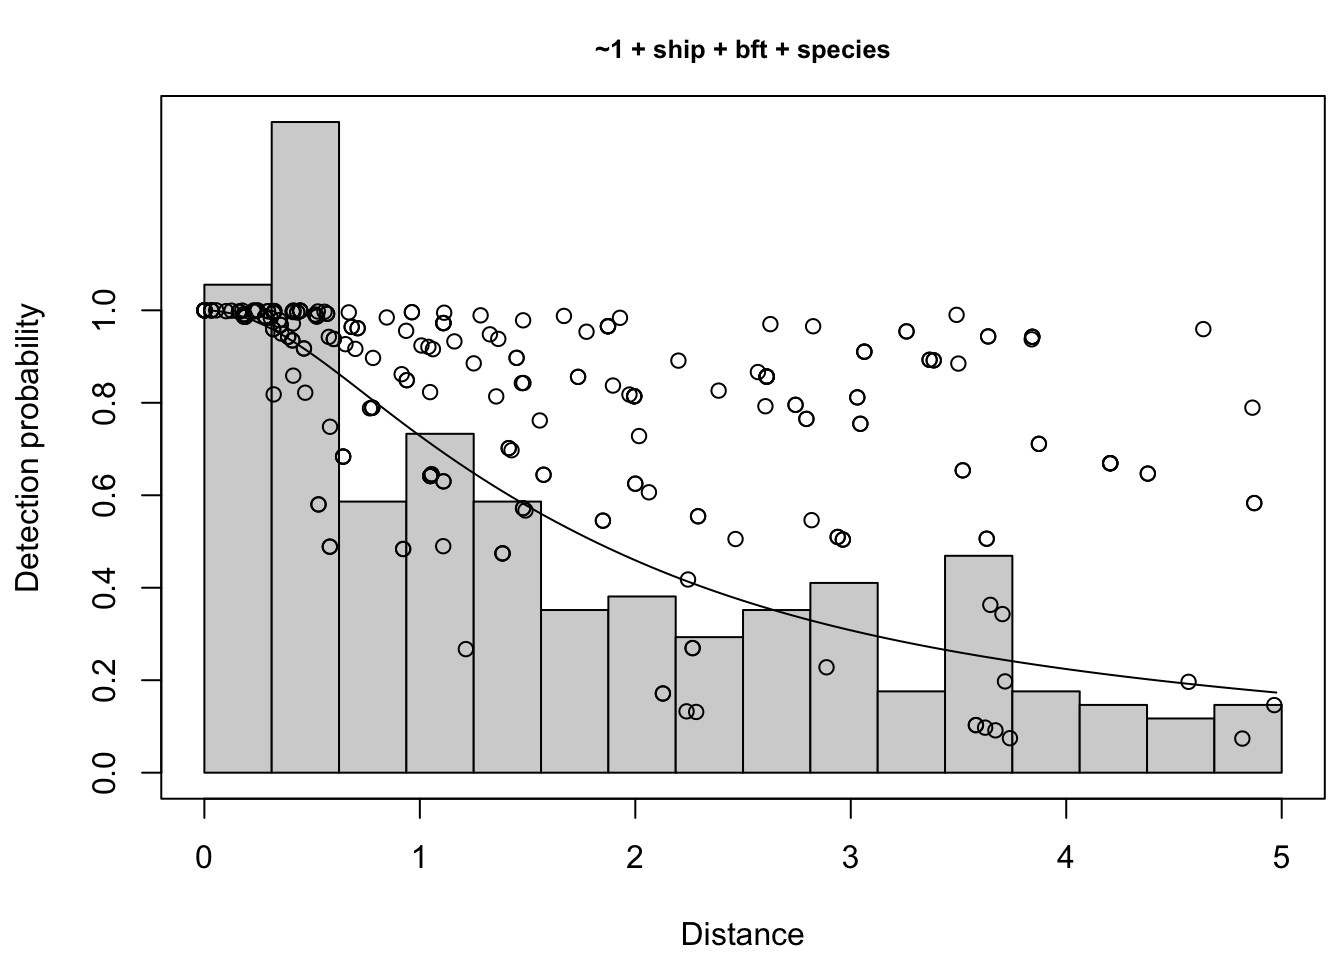 ~1 + ship + bft + species
Detection probability
1.0
0.8
0.6
0.4
0.2
0.0
0 1 2 3 4 5
Distance